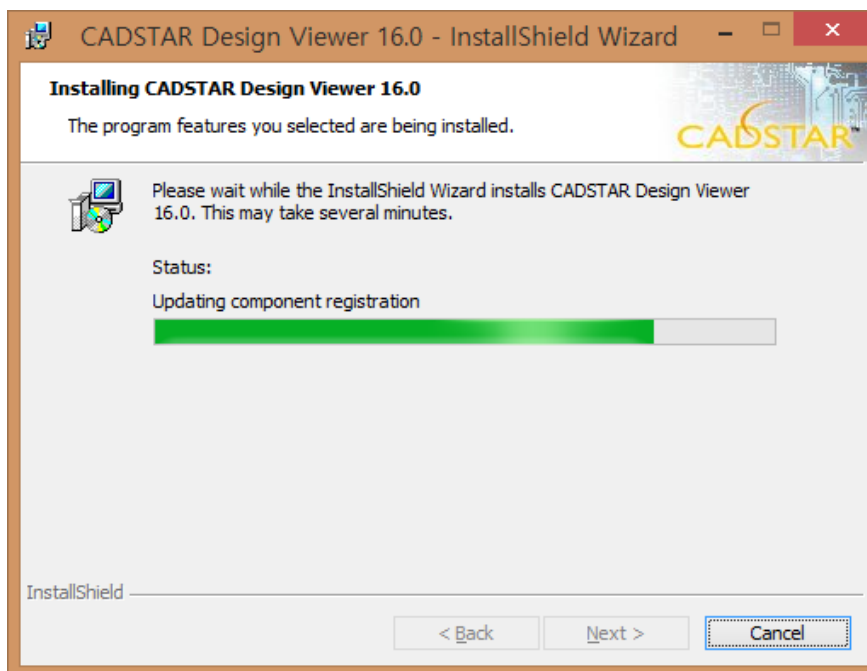 CADSTAR Design Viewer 16.0 - InstallShield Wizard
Installing CADSTAR Design Viewer 16.0
The program features you selected are being installed.
CADSTAR
Please wait while the InstallShield Wizard installs CADSTAR Design Viewer
16.0. This may take several minutes.
Status:
Updating component registration
InstallShield
< Back
Next >
Cancel